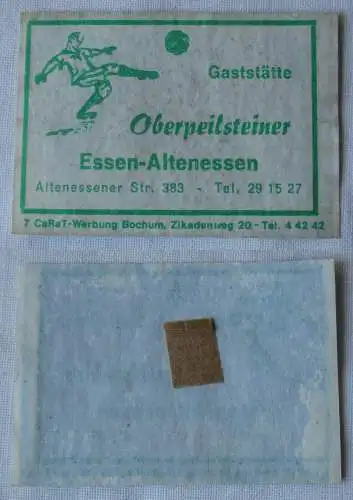 Gaststätte
Oberpeilsteiner
Essen-Altenessen
Altenessener Str. 383 - Tel. 29 15 27
7 CaRaT-Werbung Bochum, Zikadenweg 20 - Tel. 4 42 42